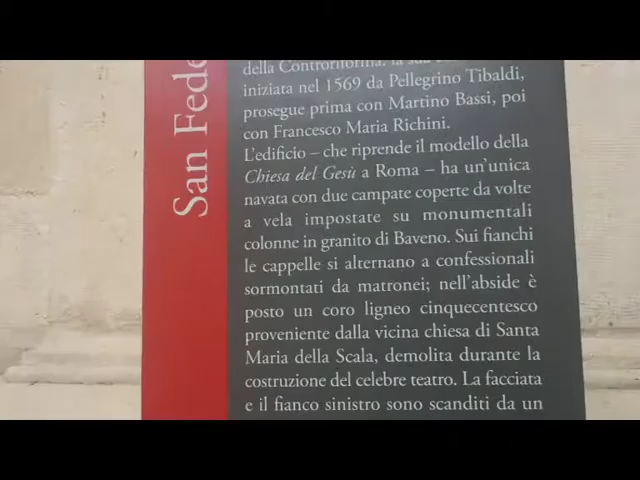 San Fede
della Controriforma, la sua
iniziata nel 1569 da Pellegrino Tibaldi,
prosegue prima con Martino Bassi, poi
con Francesco Maria Richini.
L'edificio – che riprende il modello della
Chiesa del Gesù a Roma – ha un'unica
navata con due campate coperte da volte
a vela impostate su monumentali
colonne in granito di Baveno. Sui fianchi
le cappelle si alternano a confessionali
sormontati da matronei; nell'abside è
posto un coro ligneo cinquecentesco
proveniente dalla vicina chiesa di Santa
Maria della Scala, demolita durante la
costruzione del celebre teatro. La facciata
e il fianco sinistro sono scanditi da un